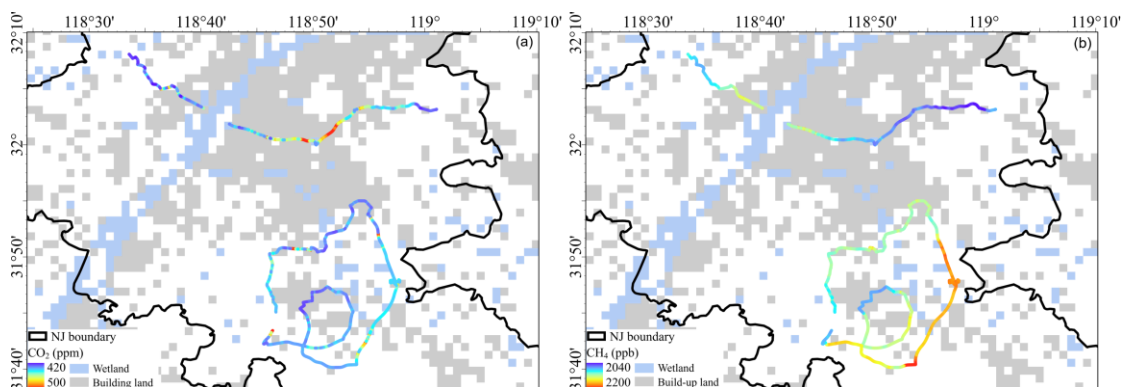 118°30' 118°40' 118°50' 119° 119°10'
118°30' 118°40' 118°50' 119° 119°10'
32°10'
32°
31°50'
31°40'
(a)
NJ boundary
CO₂ (ppm)
420
500
Wetland
Building land
32°10'
32°
31°50'
31°40'
(b)
NJ boundary
CH₄ (ppb)
2040
2200
Wetland
Build-up land